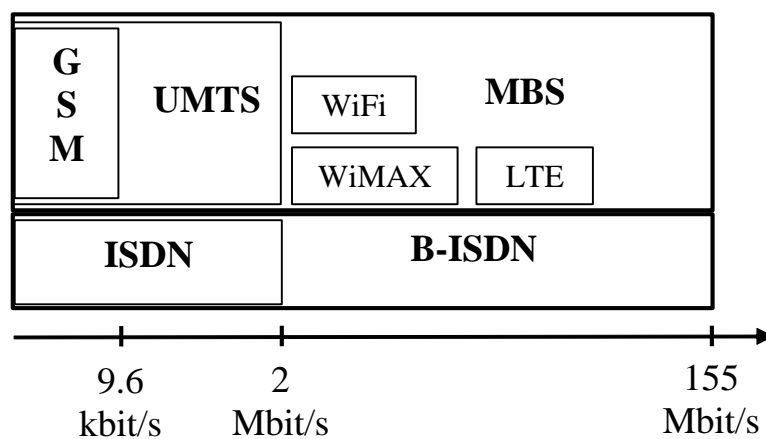 G
S
M
UMTS
WiFi
MBS
WiMAX
LTE
ISDN
B-ISDN
9.6
kbit/s
2
Mbit/s
155
Mbit/s